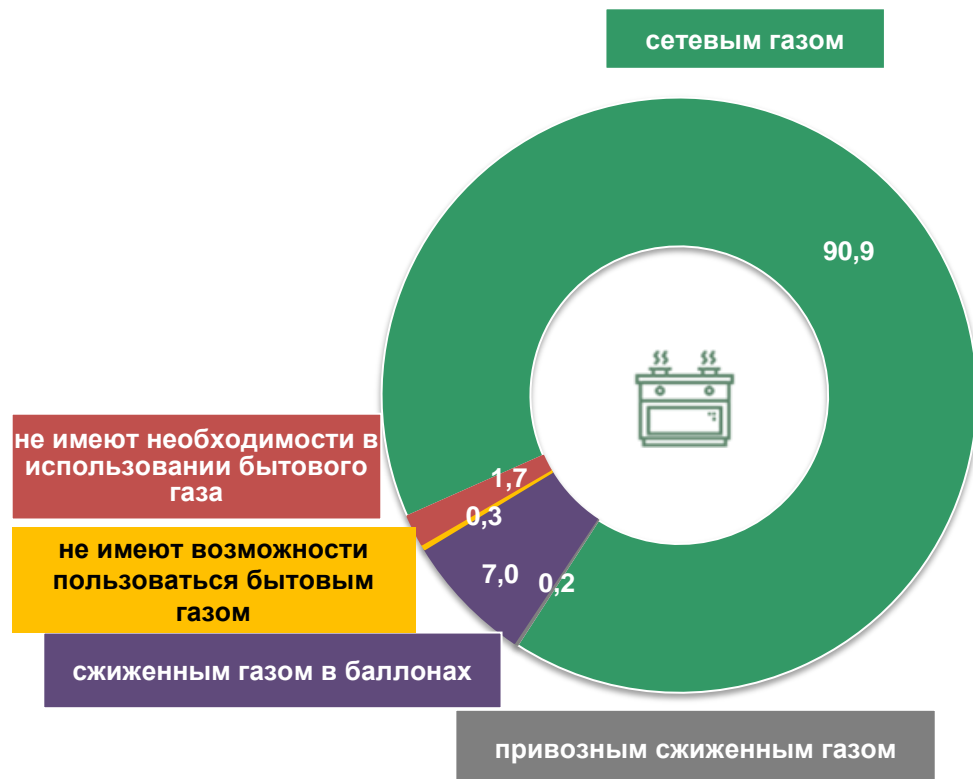 сетевым газом
90,9
не имеют необходимости в
использовании бытового
газа
1,7
0,3
не имеют возможности
пользоваться бытовым
газом
7,0
0,2
сжиженным газом в баллонах
привозным сжиженным газом